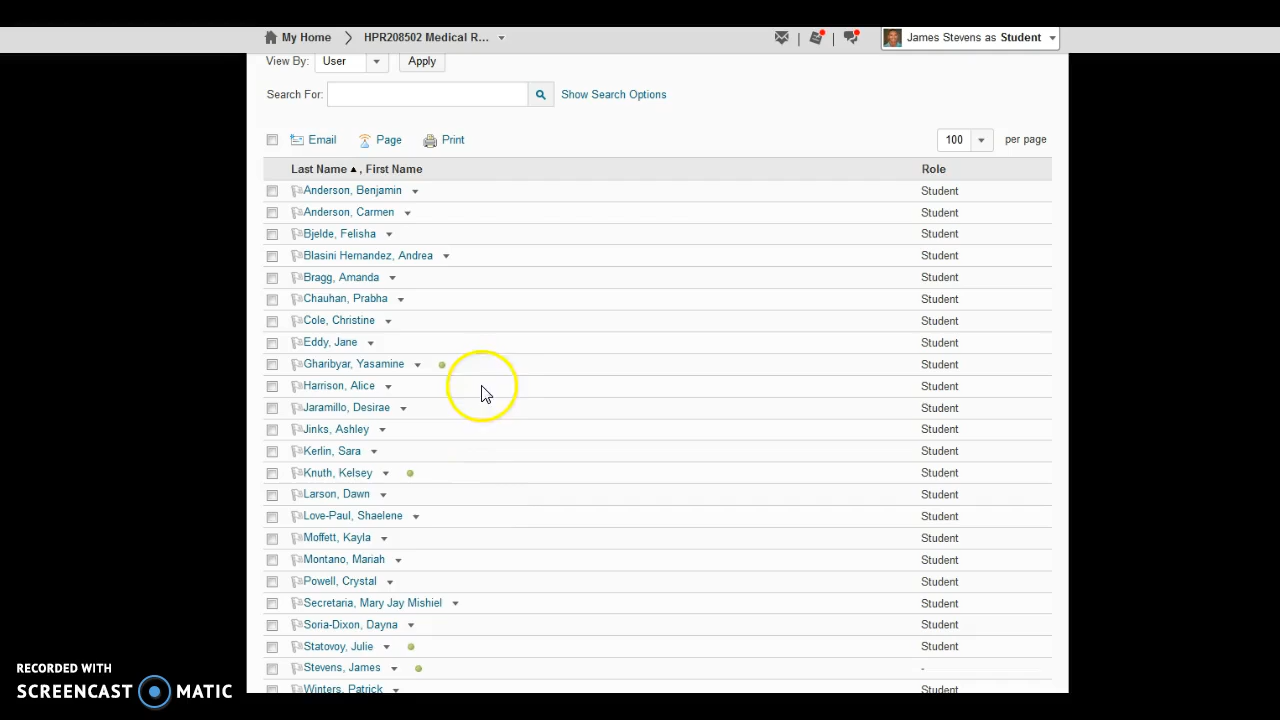 My Home HPR208502 Medical R... James Stevens as Student
View By: User Apply
Search For: Show Search Options
Email Page Print 100 per page
Last Name , First Name Role
Anderson, Benjamin Student
Anderson, Carmen Student
Bjelde, Felisha Student
Blasini Hernandez, Andrea Student
Bragg, Amanda Student
Chauhan, Prabha Student
Cole, Christine Student
Eddy, Jane Student
Gharibyar, Yasamine Student
Harrison, Alice Student
Jaramillo, Desirae Student
Jinks, Ashley Student
Kerlin, Sara Student
Knuth, Kelsey Student
Larson, Dawn Student
Love-Paul, Shaelene Student
Moffett, Kayla Student
Montano, Mariah Student
Powell, Crystal Student
Secretaria, Mary Jay Mishiel Student
Soria-Dixon, Dayna Student
Statovoy, Julie Student
Stevens, James -
Winters, Patrick Student
RECORDED WITH
SCREENCAST MATIC